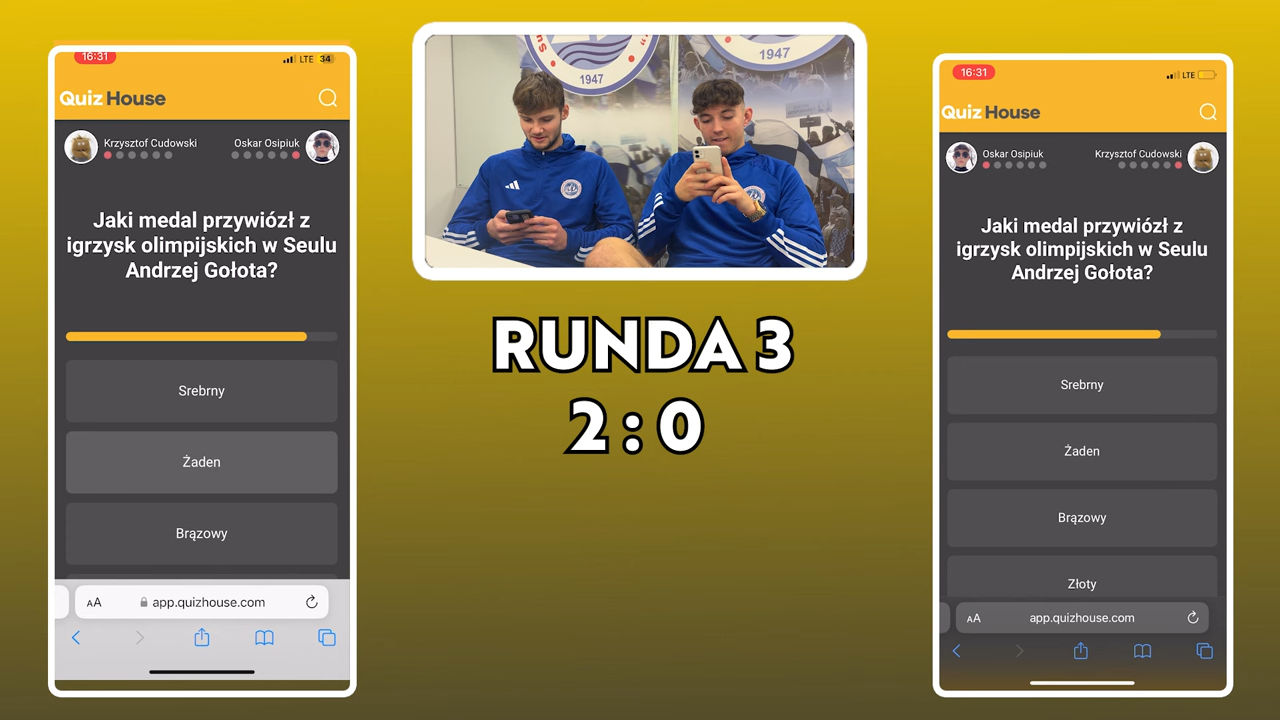 16:31
LTE 34
Quiz House
Krzysztof Cudowski
Oskar Osipiuk
Jaki medal przywiózł z
igrzysk olimpijskich w Seulu
Andrzej Gołota?
Srebrny
Żaden
Brązowy
AA app.quizhouse.com
1947
1947
RUNDA 3
2 : 0
16:31
LTE
Quiz House
Oskar Osipiuk
Krzysztof Cudowski
Jaki medal przywiózł z
igrzysk olimpijskich w Seulu
Andrzej Gołota?
Srebrny
Żaden
Brązowy
Złoty
AA app.quizhouse.com